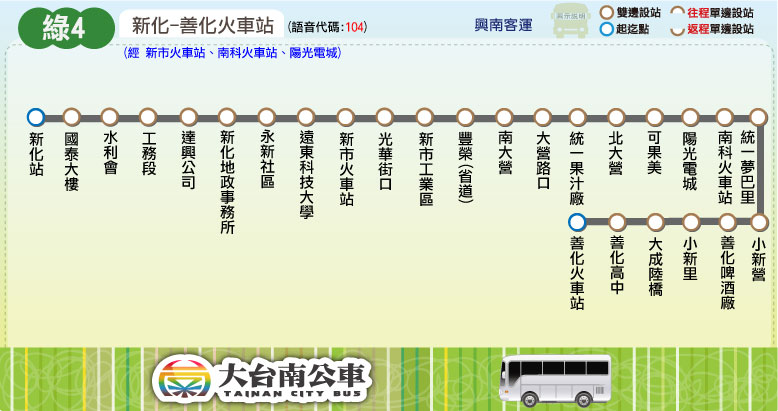 綠4
新化-善化火車站
(語音代碼:104)
(經 新市火車站、南科火車站、陽光電城)
興南客運
圖示說明
雙邊設站
往程單邊設站
起迄點
返程單邊設站
新化站
國泰大樓
水利會
工務段
達興公司
新化地政事務所
永新社區
遠東科技大學
新市火車站
光華街口
新市工業區
豐榮(省道)
南大營
大營路口
統一果汁廠
北大營
可果美
陽光電城
南科火車站
統一夢巴里
小新營
善化啤酒廠
小新里
大成陸橋
善化高中
善化火車站
大台南公車
TAINAN CITY BUS